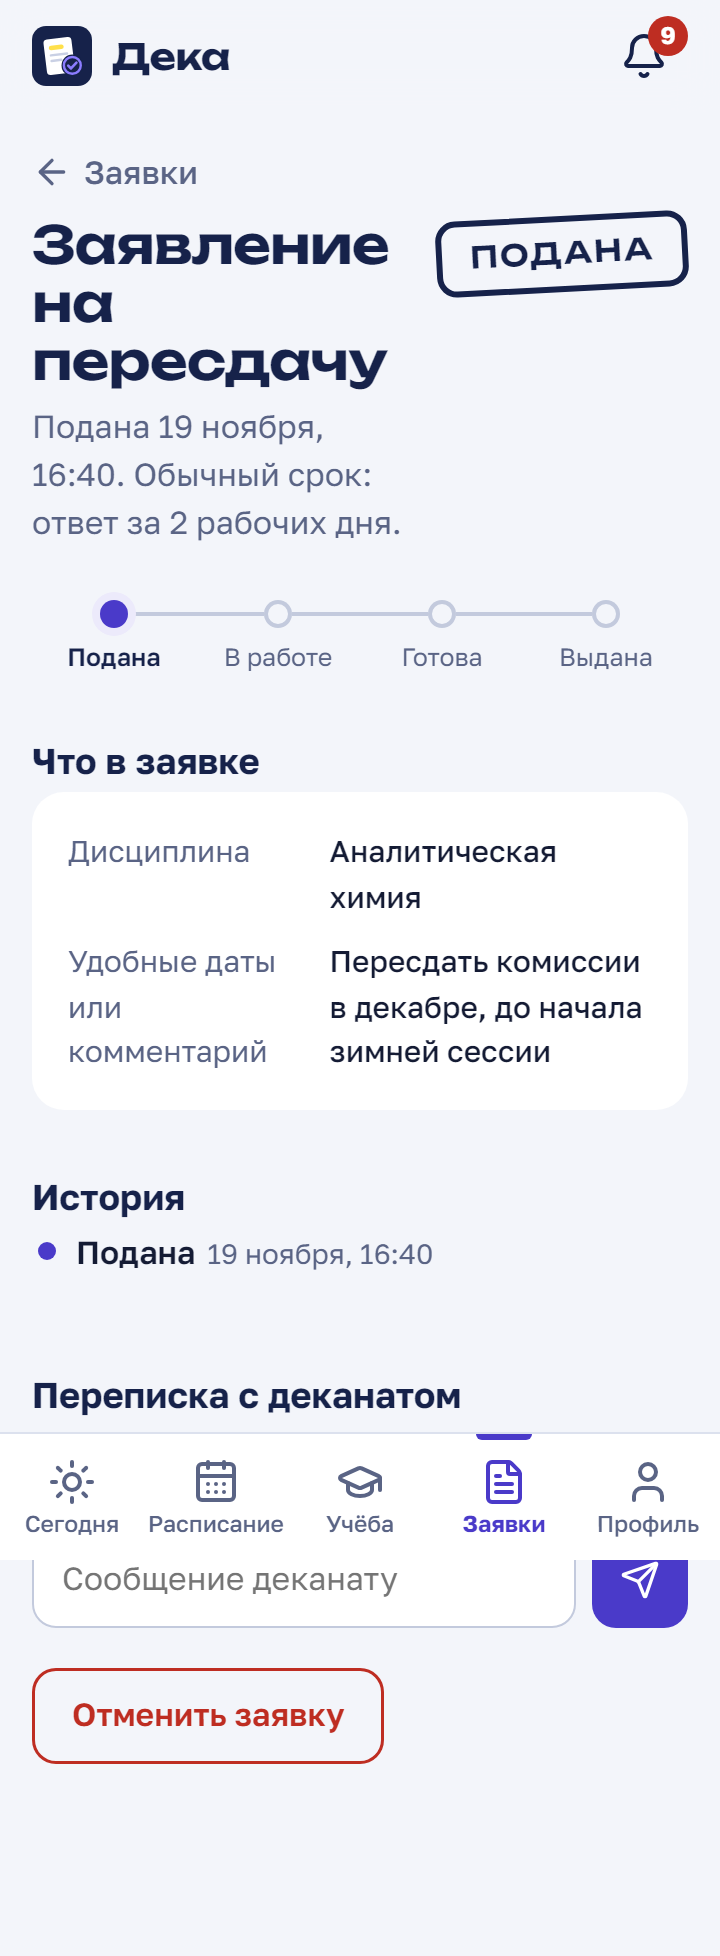 Дека
9
Заявки
Заявление
на
пересдачу
ПОДАНА
Подана 19 ноября,
16:40. Обычный срок:
ответ за 2 рабочих дня.
Подана В работе Готова Выдана
Что в заявке
Дисциплина Аналитическая
химия
Удобные даты Пересдать комиссии
или в декабре, до начала
комментарий зимней сессии
История
Подана 19 ноября, 16:40
Переписка с деканатом
Сегодня Расписание Учёба Заявки Профиль
Сообщение деканату
Отменить заявку